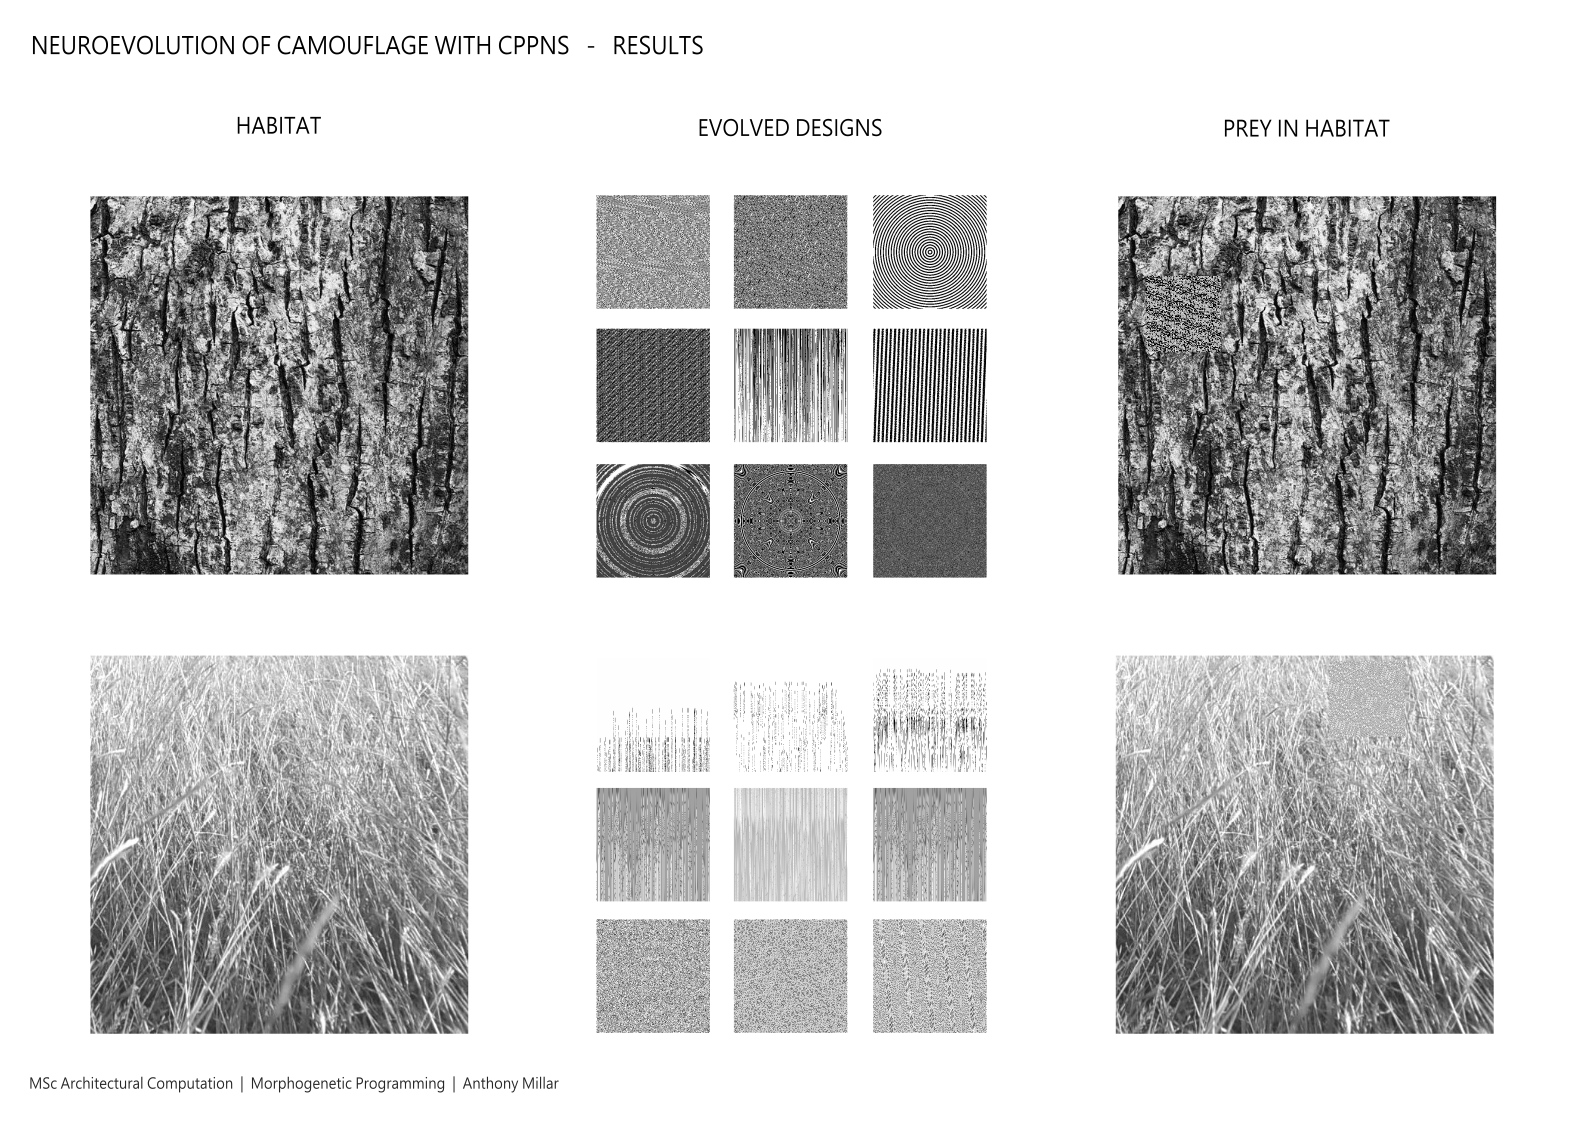 NEUROEVOLUTION OF CAMOUFLAGE WITH CPPNS - RESULTS
HABITAT
EVOLVED DESIGNS
PREY IN HABITAT
MSc Architectural Computation | Morphogenetic Programming | Anthony Millar